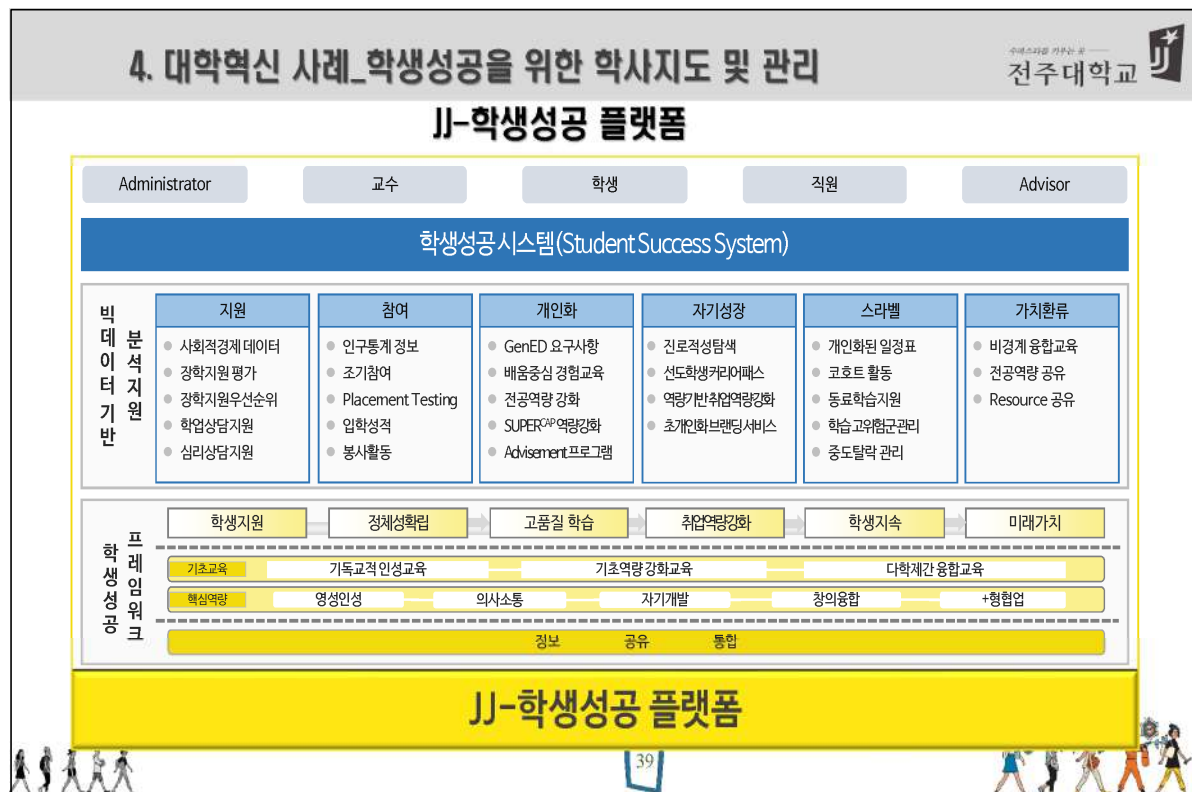 4. 대학혁신 사례_학생성공을 위한 학사지도 및 관리
수퍼스타를 키우는 곳
전주대학교
JJ-학생성공 플랫폼
Administrator
교수
학생
직원
Advisor
학생성공 시스템(Student Success System)
빅데이터기반
분석지원
지원
사회적경제 데이터
장학지원 평가
장학지원우선순위
학업상담지원
심리상담지원
참여
인구통계 정보
조기참여
Placement Testing
입학성적
봉사활동
개인화
GenED 요구사항
배움중심 경험교육
전공역량 강화
SUPERCAP 역량강화
Advisement 프로그램
자기성장
진로적성탐색
선도학생커리어패스
역량기반 취업역량강화
초개인화 브랜딩 서비스
스라벨
개인화된 일정표
코호트 활동
동료학습지원
학습 고위험군관리
중도탈락 관리
가치환류
비경계 융합교육
전공역량 공유
Resource 공유
학생성공
프레임워크
학생지원
정체성확립
고품질 학습
취업역량강화
학생지속
미래가치
기초교육
기독교적 인성교육
기초역량 강화교육
다학제간 융합교육
핵심역량
영성인성
의사소통
자기개발
창의융합
+형협업
정보 공유 통합
JJ-학생성공 플랫폼
39